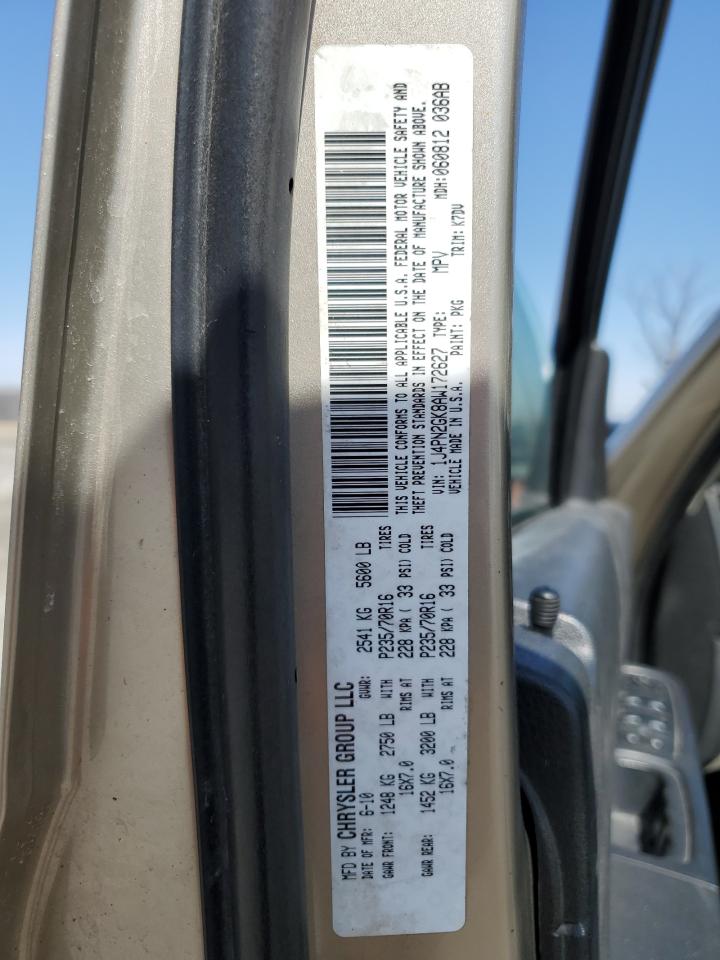 MFD BY CHRYSLER GROUP LLC
DATE OF MFR: 6-10 GVWR: 2541 KG 5600 LB
GAWR FRONT: 1248 KG 2750 LB WITH P235/70R16 TIRES
16X7.0 RIMS AT 228 KPA ( 33 PSI) COLD
GAWR REAR: 1452 KG 3200 LB WITH P235/70R16 TIRES
16X7.0 RIMS AT 228 KPA ( 33 PSI) COLD
THIS VEHICLE CONFORMS TO ALL APPLICABLE U.S.A. FEDERAL MOTOR VEHICLE SAFETY AND
THEFT PREVENTION STANDARDS IN EFFECT ON THE DATE OF MANUFACTURE SHOWN ABOVE.
VIN: 1J4PN2GK8AW172627 TYPE: MPV MDH:060812 036AB
VEHICLE MADE IN U.S.A. PAINT: PKG TRIM: K7DV